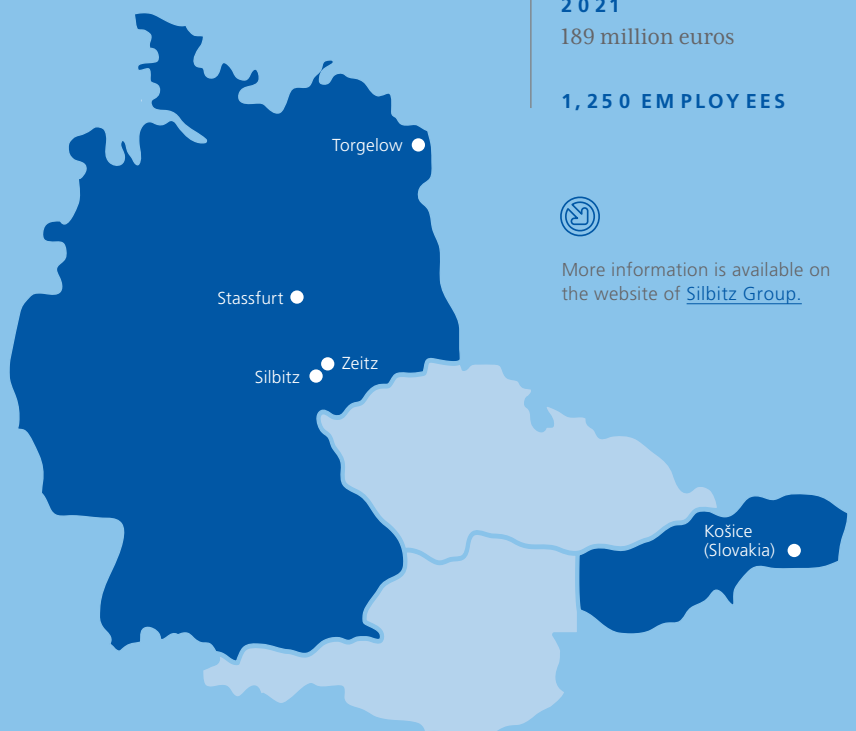 2021
189 million euros
1,250 EMPLOYEES
Torgelow
More information is available on
the website of Silbitz Group.
Stassfurt
Zeitz
Silbitz
Košice
(Slovakia)